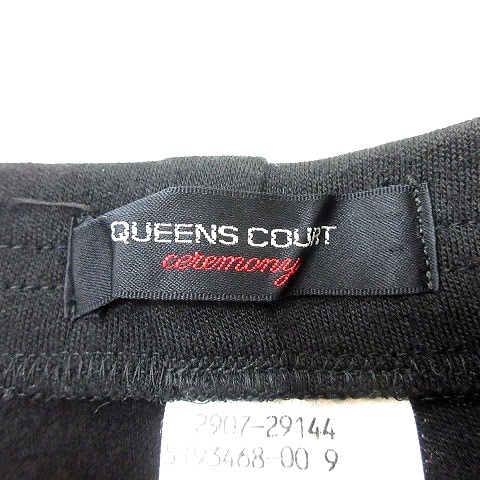 QUEENS COURT
ceremony
2907-29144
5193468-00 9